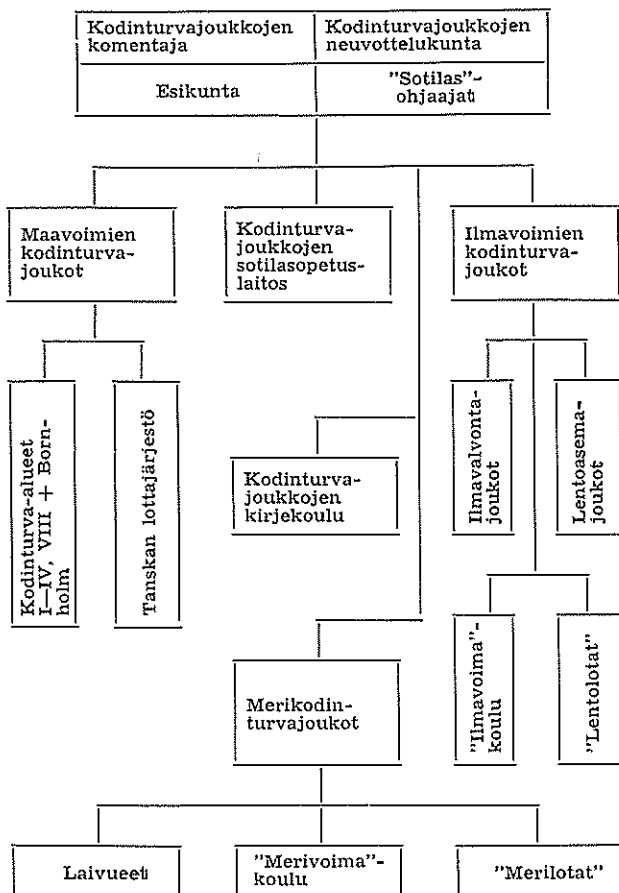 Kodinturvajoukkojen
komentaja
Kodinturvajoukkojen
neuvottelukunta
Esikunta
"Sotilas"-
ohjaajat
Maavoimien
kodinturva-
joukot
Kodinturva-
joukkojen
sotilasopetus-
laitos
Ilmavoimien
kodinturva-
joukot
Kodinturva-alueet
I—IV, VIII + Born-
holm
Tanskan lottajärjestö
Kodinturva-
joukkojen
kirjekoulu
Ilmavalvonta-
joukot
Lentoasema-
joukot
Merikodin-
turvajoukot
"Ilmavoima"-
koulu
"Lentolotat"
Laivueet
"Merivoima"-
koulu
"Merilotat"